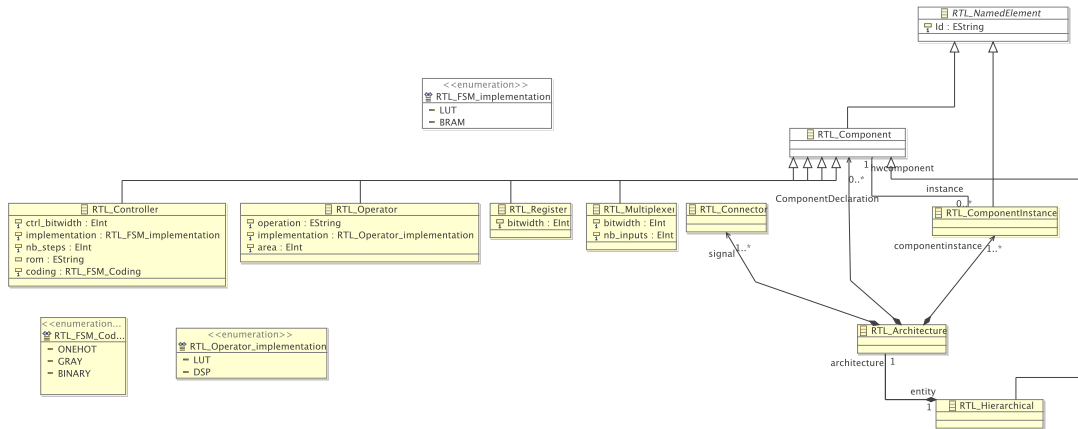 RTL_NamedElement
Id : EString
<<enumeration>>
RTL_FSM_implementation
LUT
BRAM
RTL_Component
1
hwcomponent
0..*
ComponentDeclaration
instance
0..*
RTL_Controller
ctrl_bitwidth : EInt
implementation : RTL_FSM_implementation
nb_steps : EInt
rom : EString
coding : RTL_FSM_Coding
RTL_Operator
operation : EString
implementation : RTL_Operator_implementation
area : EInt
RTL_Register
bitwidth : EInt
RTL_Multiplexer
bitwidth : EInt
nb_inputs : EInt
RTL_Connector
RTL_ComponentInstance
signal
1..*
componentinstance
1..*
<<enumeration...
RTL_FSM_Cod...
ONEHOT
GRAY
BINARY
<<enumeration>>
RTL_Operator_implementation
LUT
DSP
RTL_Architecture
architecture
1
entity
1
RTL_Hierarchical